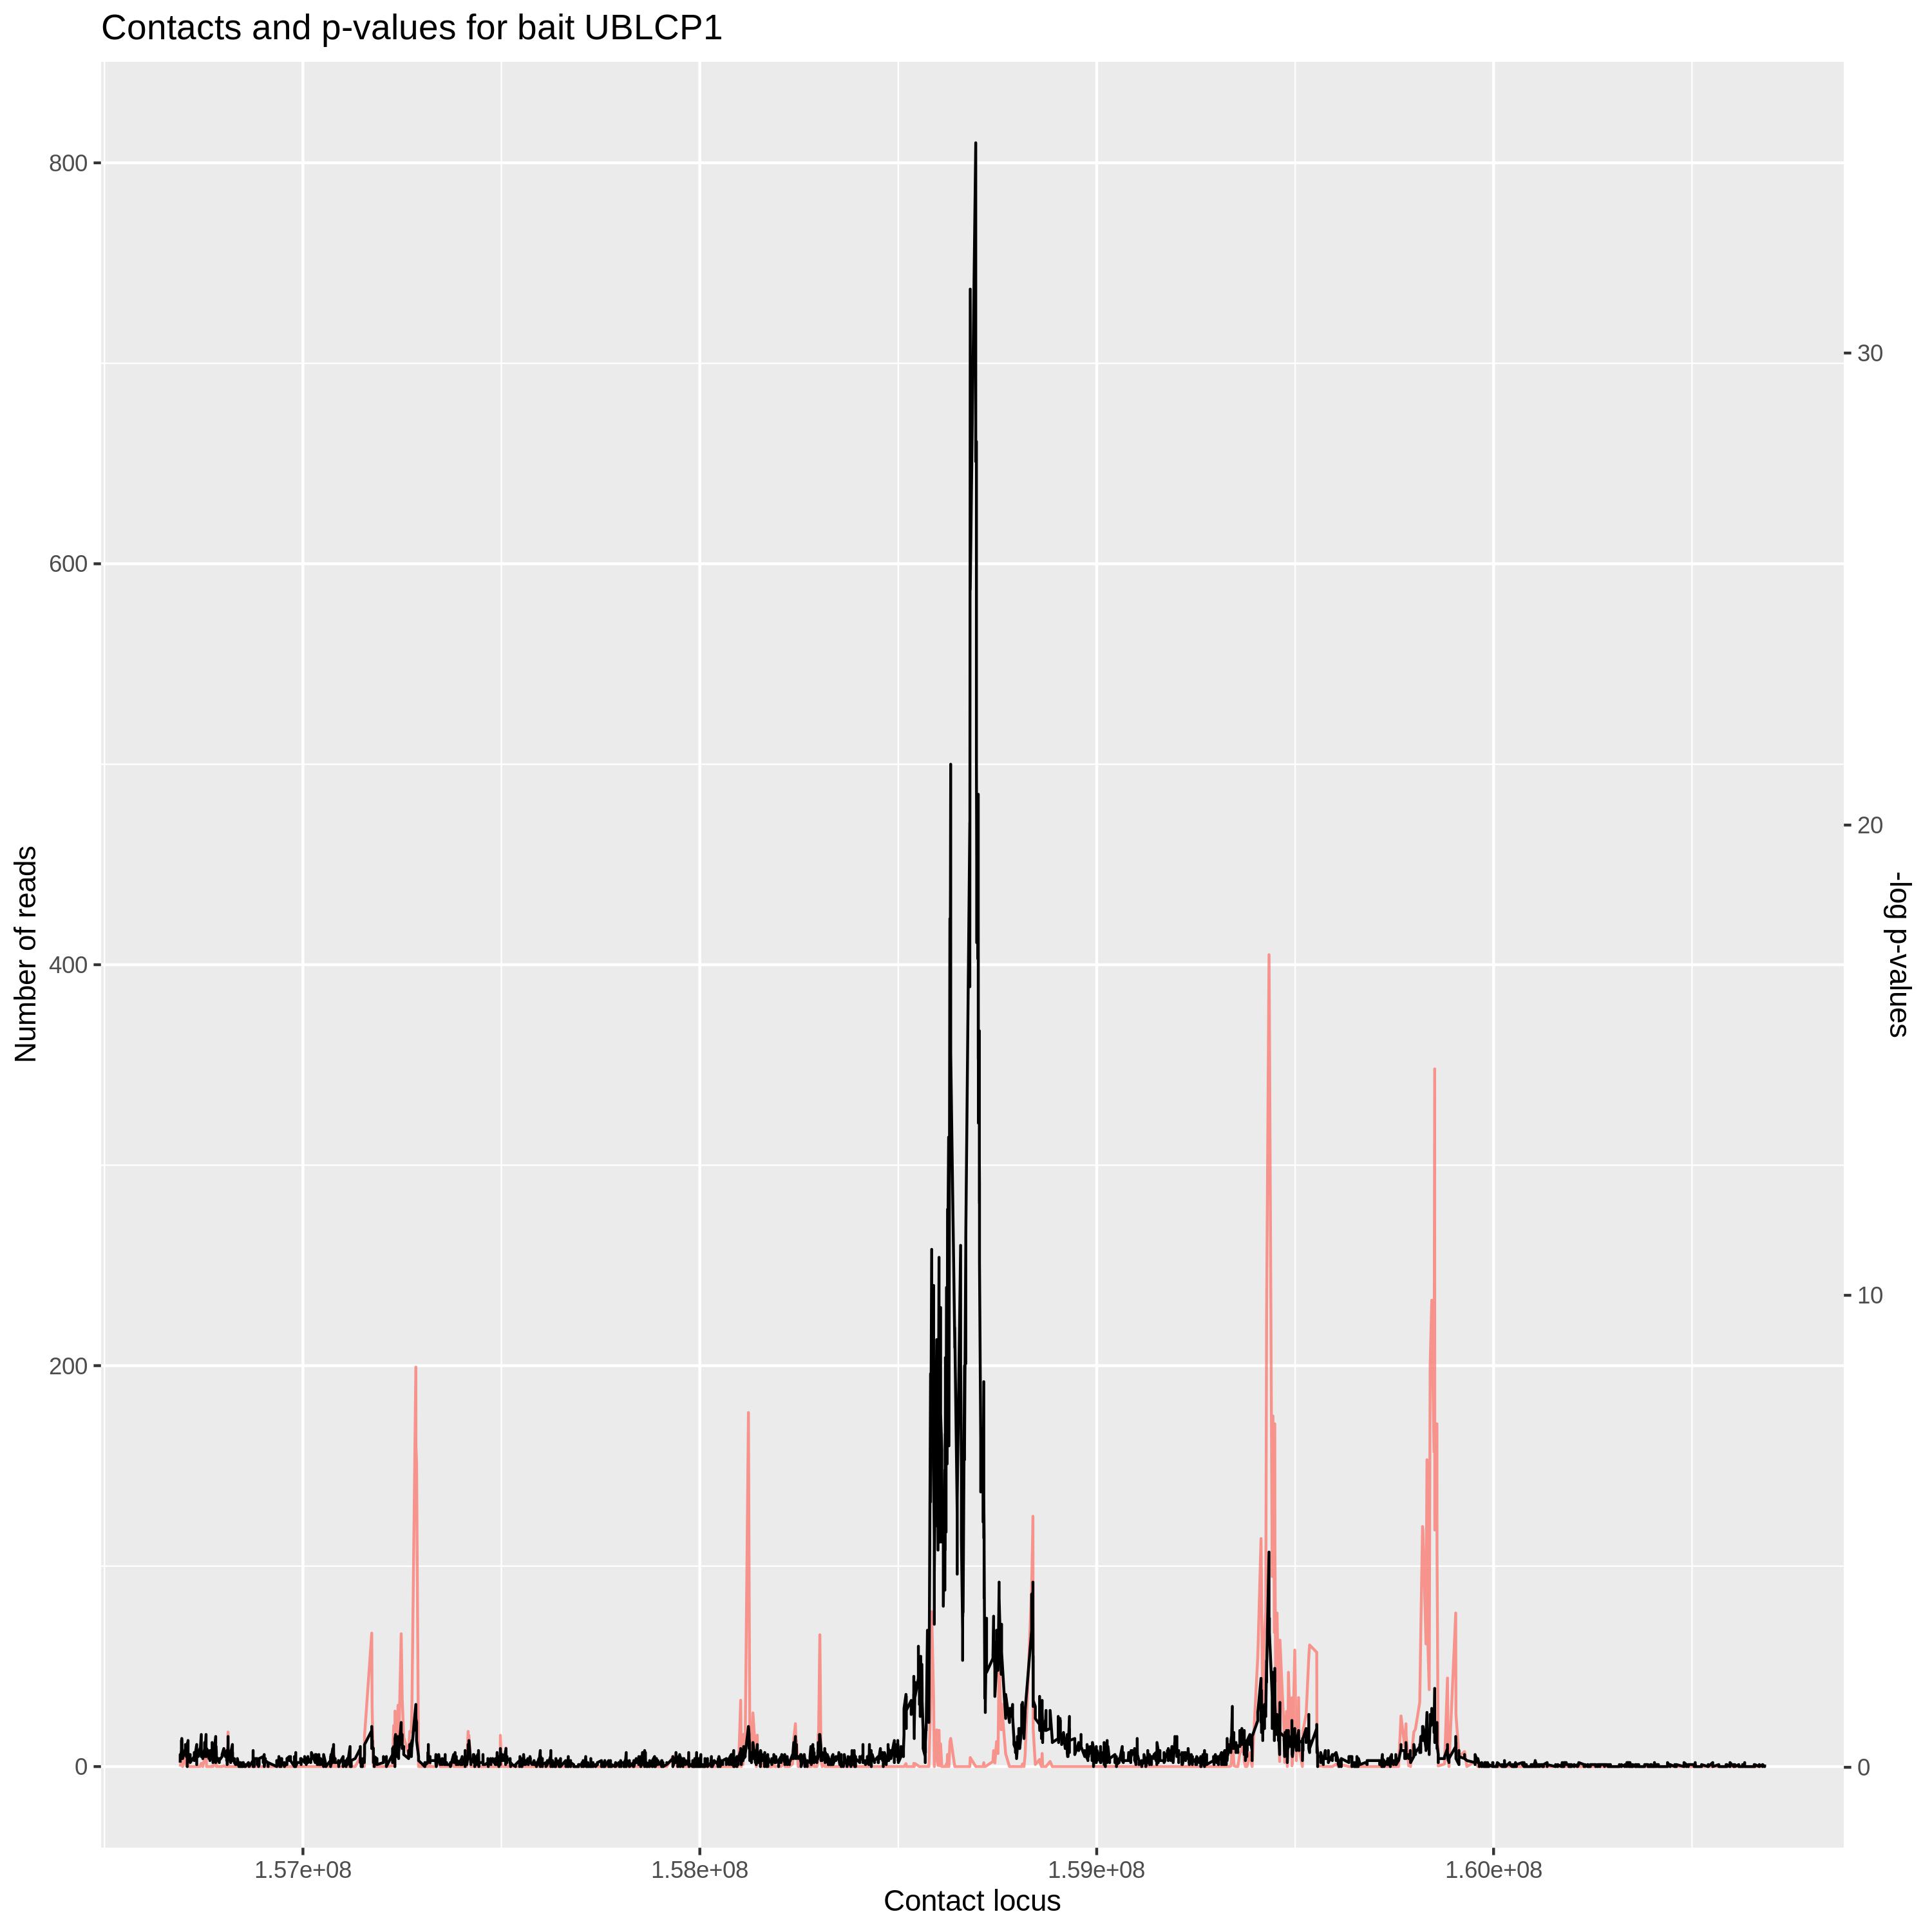 Contacts and p-values for bait UBLCP1
800
600
400
200
0
30
20
10
0
Number of reads
-log p-values
1.57e+08
1.58e+08
1.59e+08
1.60e+08
Contact locus